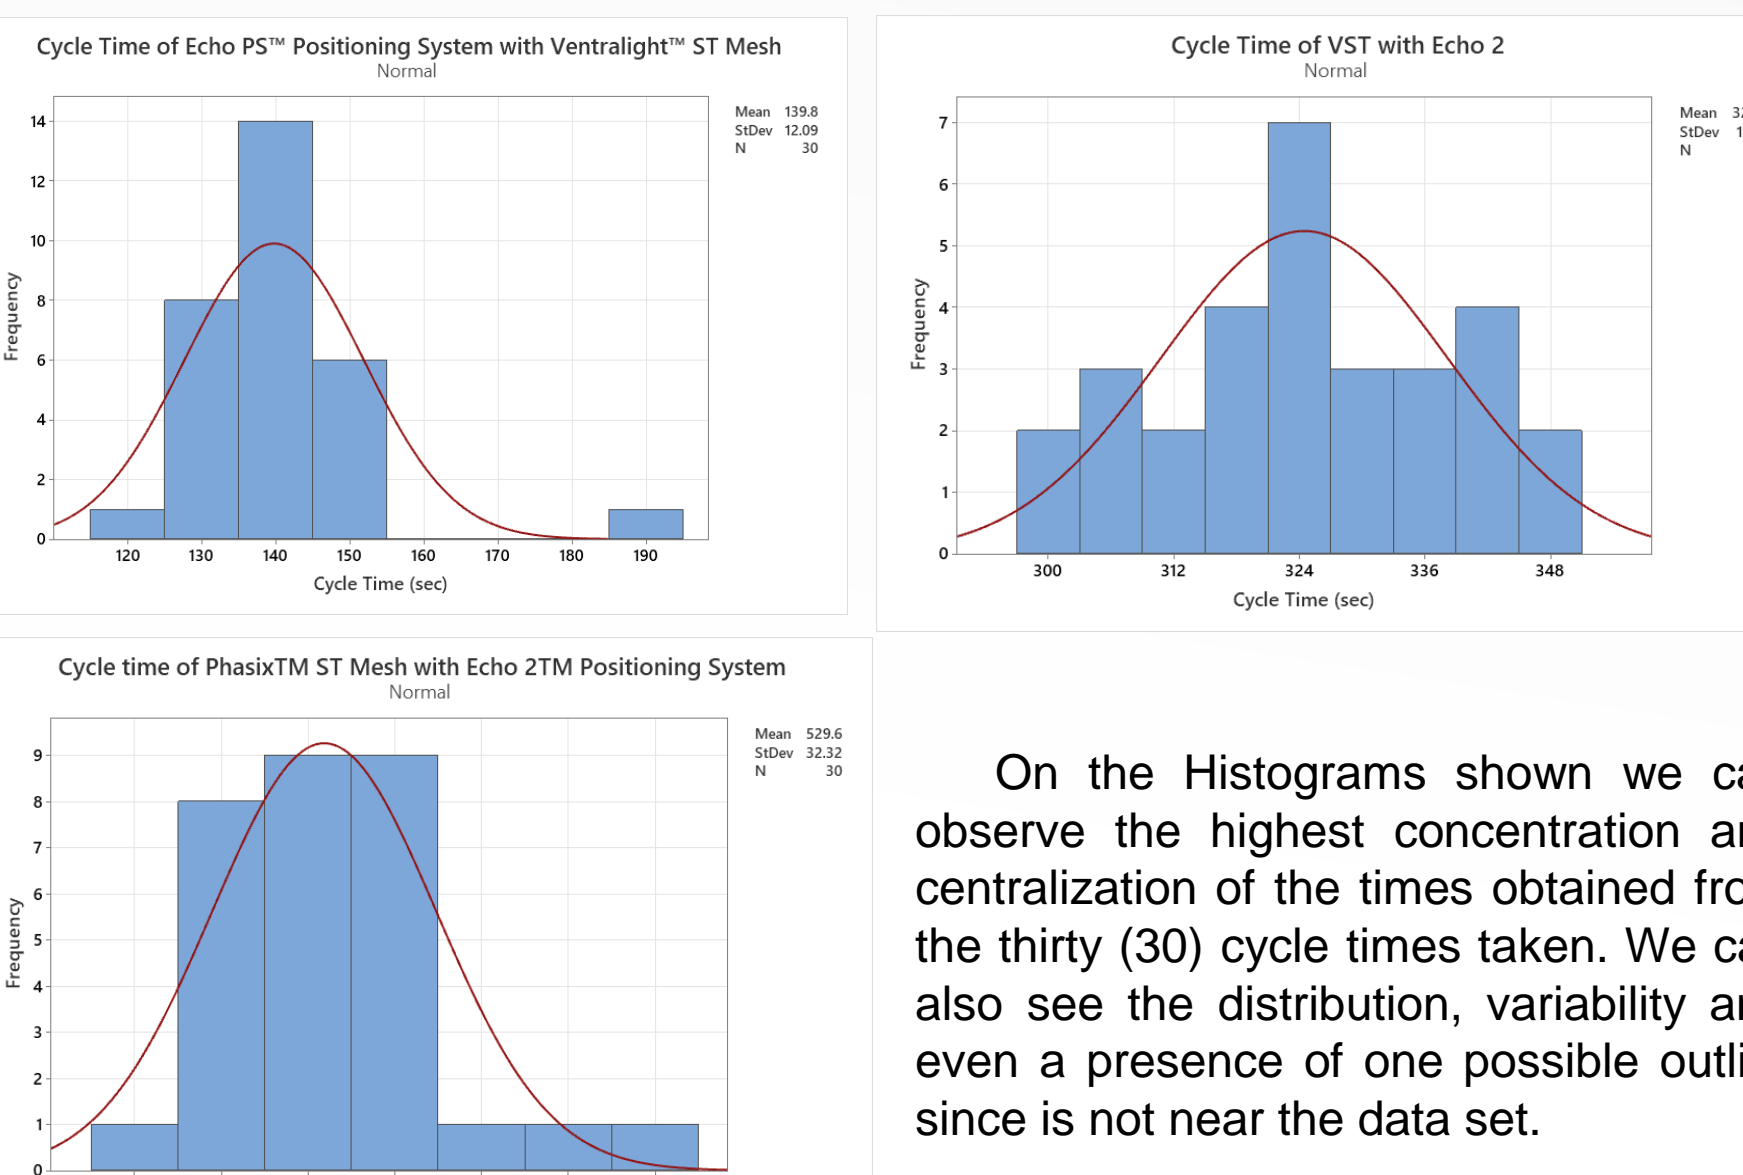 Cycle Time of Echo PS™ Positioning System with Ventralight™ ST Mesh
Normal
Mean 139.8
StDev 12.09
N 30
14
12
10
8
6
4
2
0
Frequency
120 130 140 150 160 170 180 190
Cycle Time (sec)
Cycle Time of VST with Echo 2
Normal
Mean 32
StDev 1
N
7
6
5
4
3
2
1
0
Frequency
300 312 324 336 348
Cycle Time (sec)
Cycle time of PhasixTM ST Mesh with Echo 2TM Positioning System
Normal
Mean 529.6
StDev 32.32
N 30
9
8
7
6
5
4
3
2
1
0
Frequency
On the Histograms shown we
observe the highest concentration
centralization of the times obtained
the thirty (30) cycle times taken. We
also see the distribution, variability
even a presence of one possible
since is not near the data set.